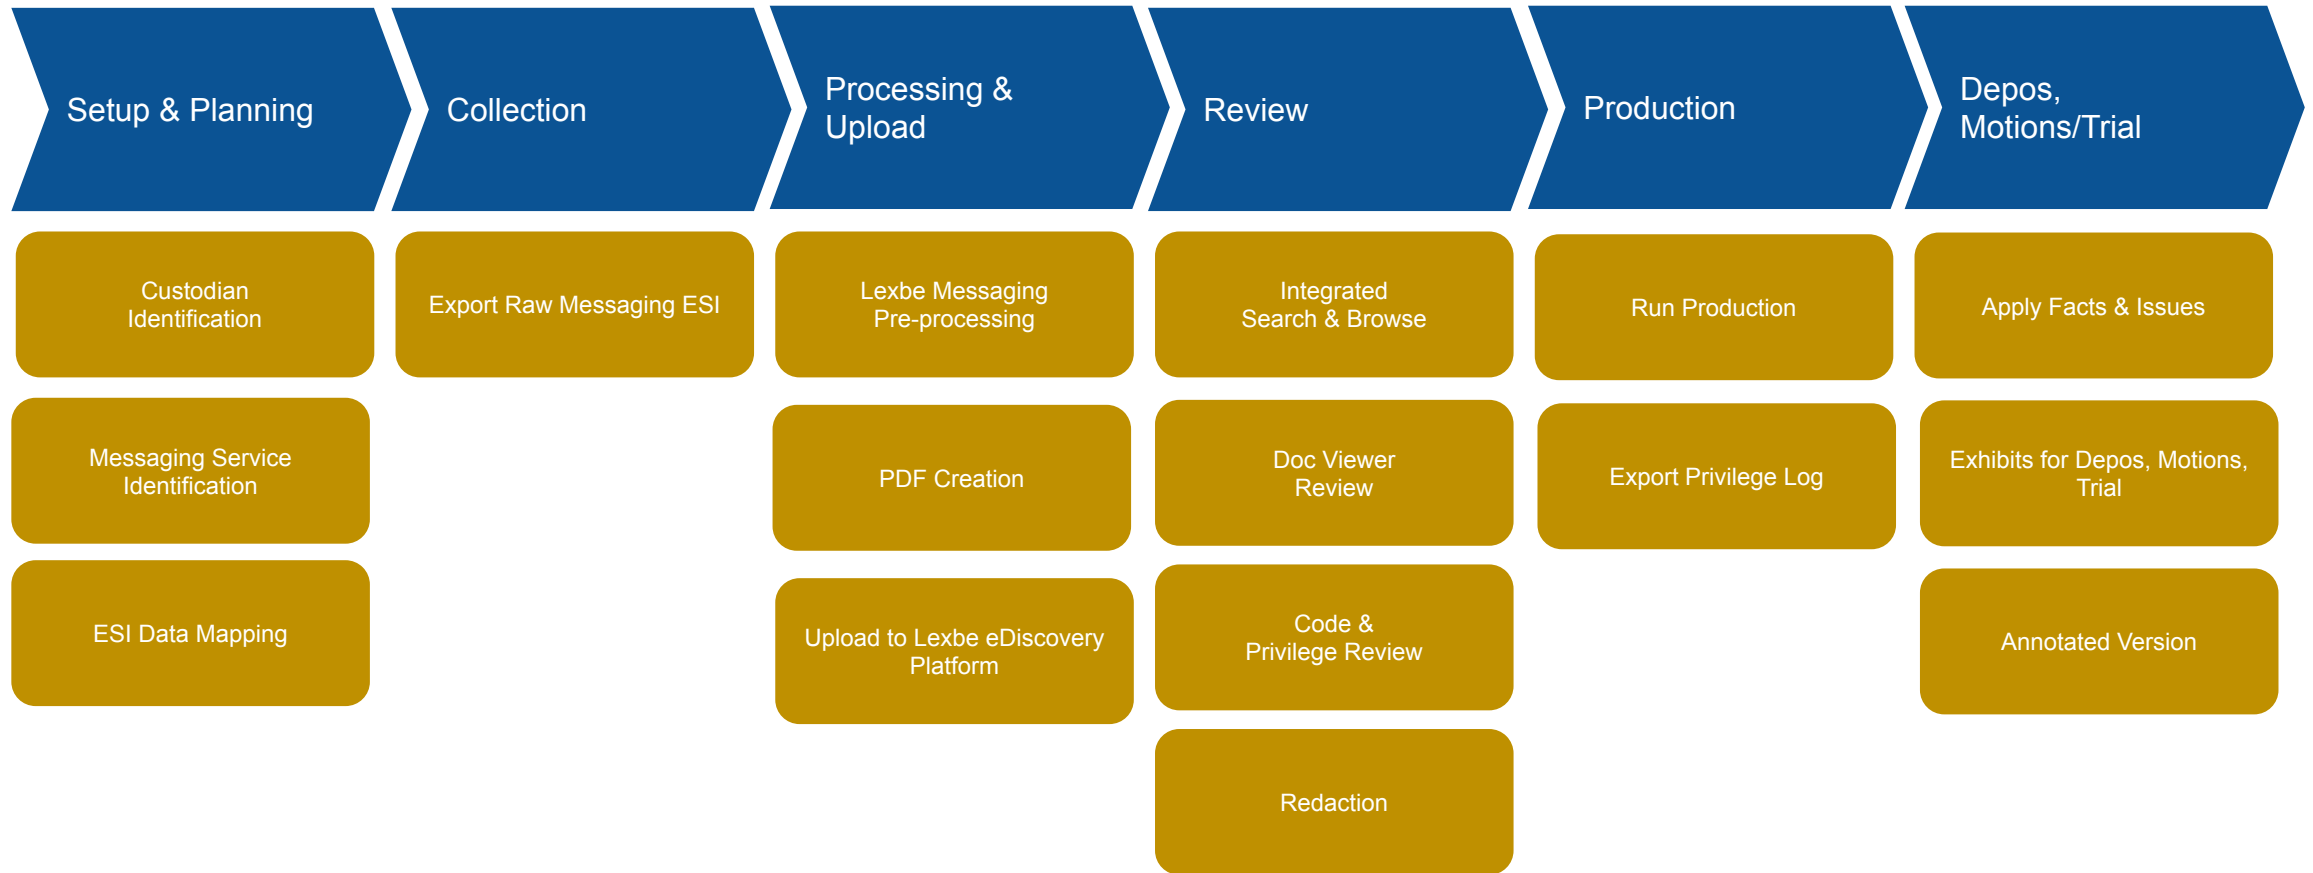 Setup & Planning
Collection
Processing &
Upload
Review
Production
Depos,
Motions/Trial
Custodian
Identification
Export Raw Messaging ESI
Lexbe Messaging
Pre-processing
Integrated
Search & Browse
Run Production
Apply Facts & Issues
Messaging Service
Identification
PDF Creation
Doc Viewer
Review
Export Privilege Log
Exhibits for Depos, Motions,
Trial
ESI Data Mapping
Upload to Lexbe eDiscovery
Platform
Code &
Privilege Review
Annotated Version
Redaction